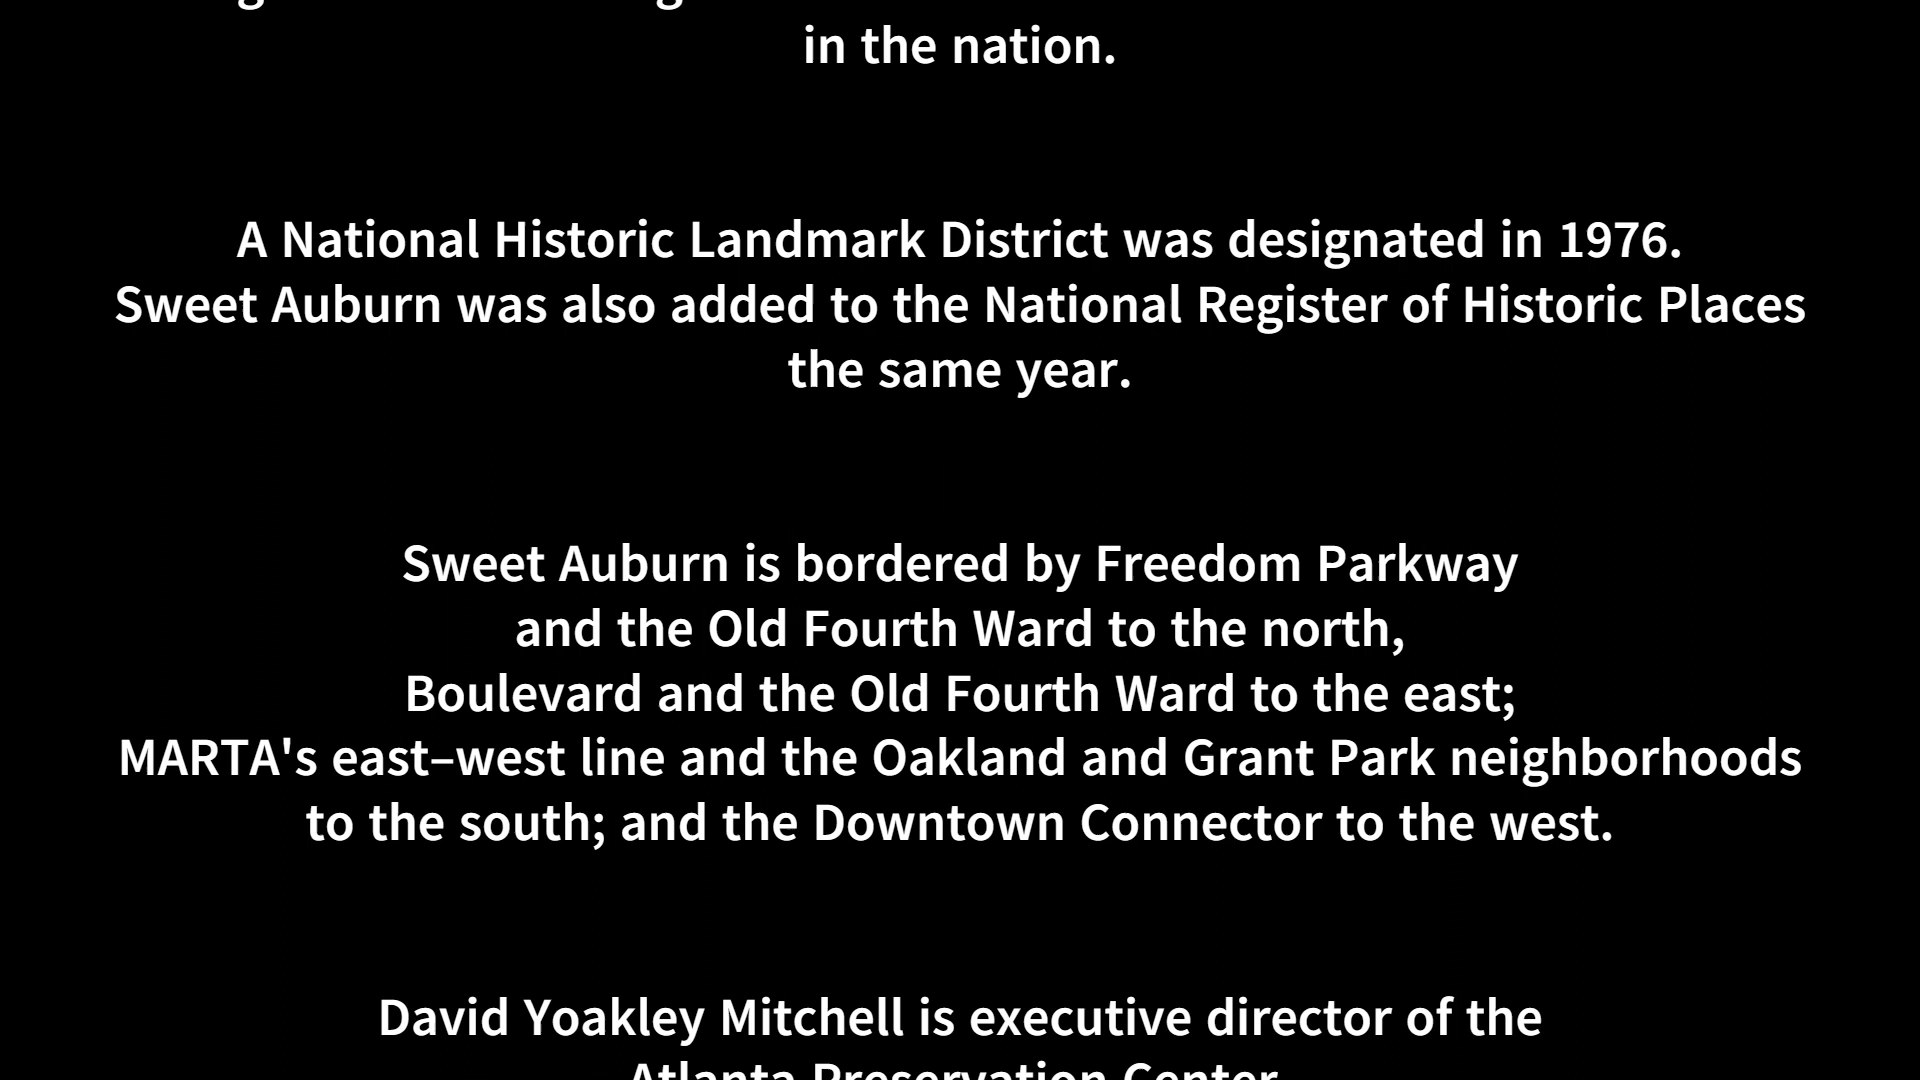 in the nation.
A National Historic Landmark District was designated in 1976.
Sweet Auburn was also added to the National Register of Historic Places
the same year.
Sweet Auburn is bordered by Freedom Parkway
and the Old Fourth Ward to the north,
Boulevard and the Old Fourth Ward to the east;
MARTA's east–west line and the Oakland and Grant Park neighborhoods
to the south; and the Downtown Connector to the west.
David Yoakley Mitchell is executive director of the
Atlanta Preservation Center